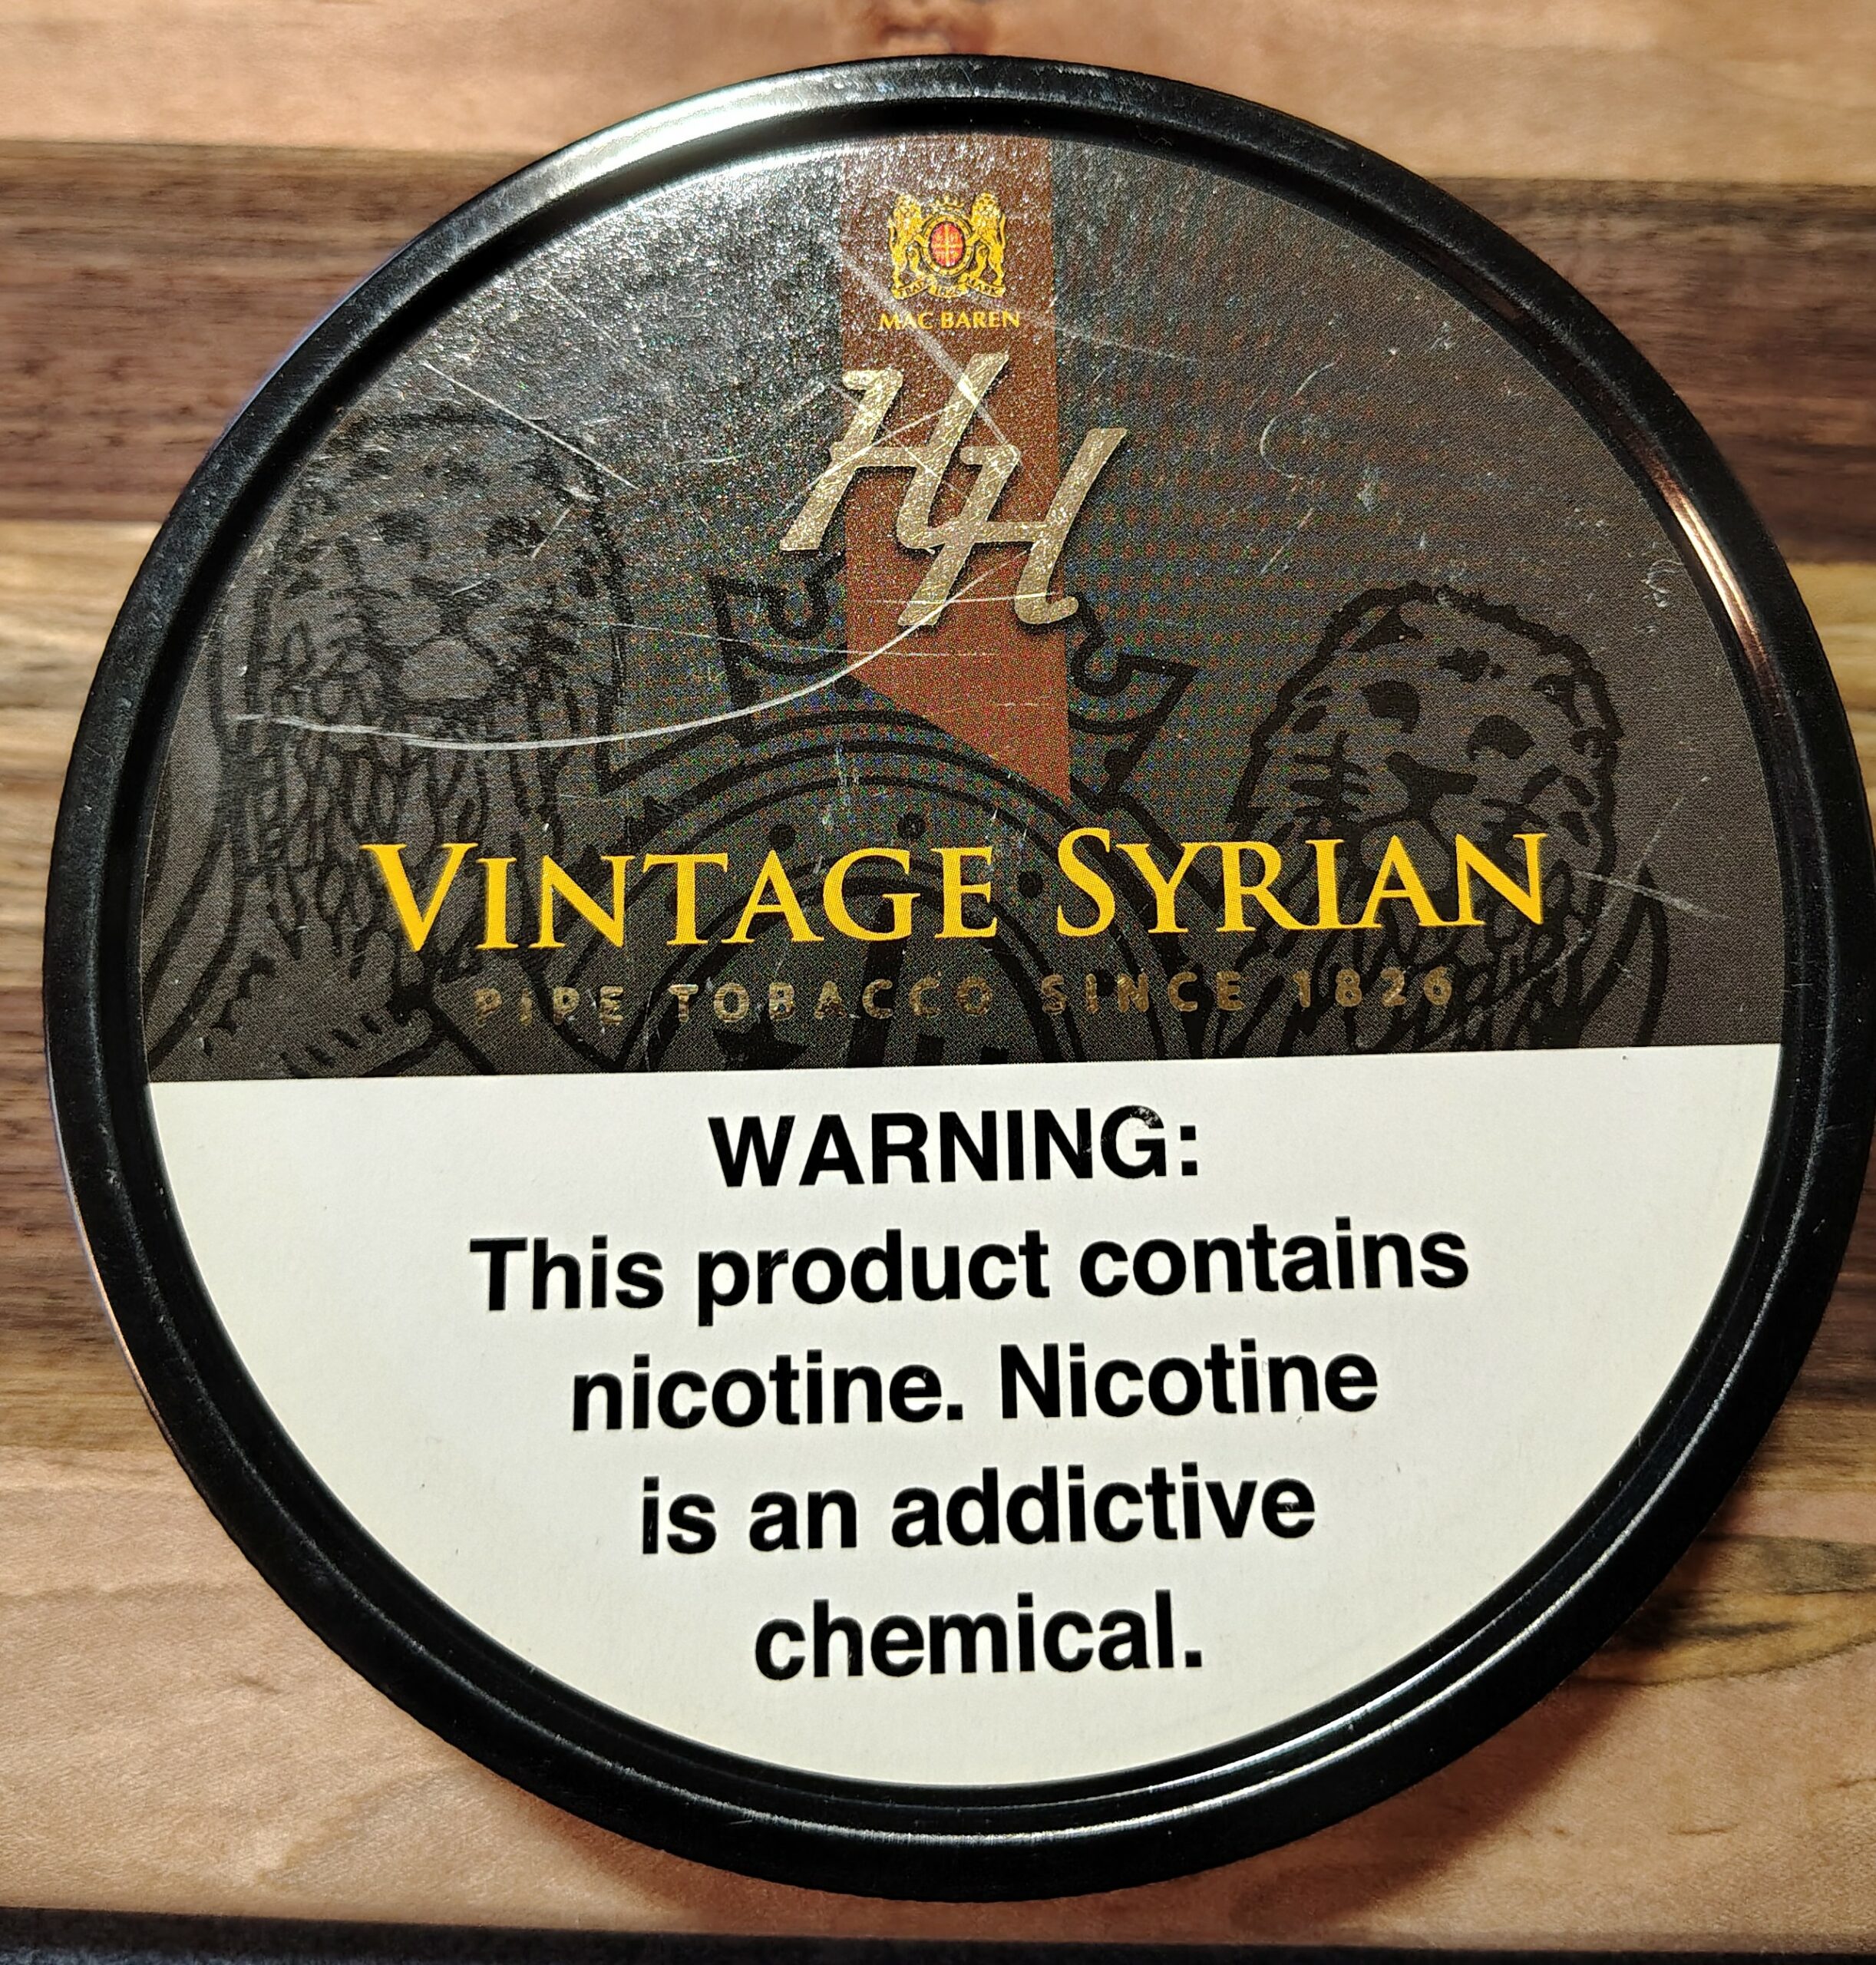 MAC BAREN
HH
VINTAGE SYRIAN
PIPE TOBACCO SINCE 1826
WARNING:
This product contains
nicotine. Nicotine
is an addictive
chemical.